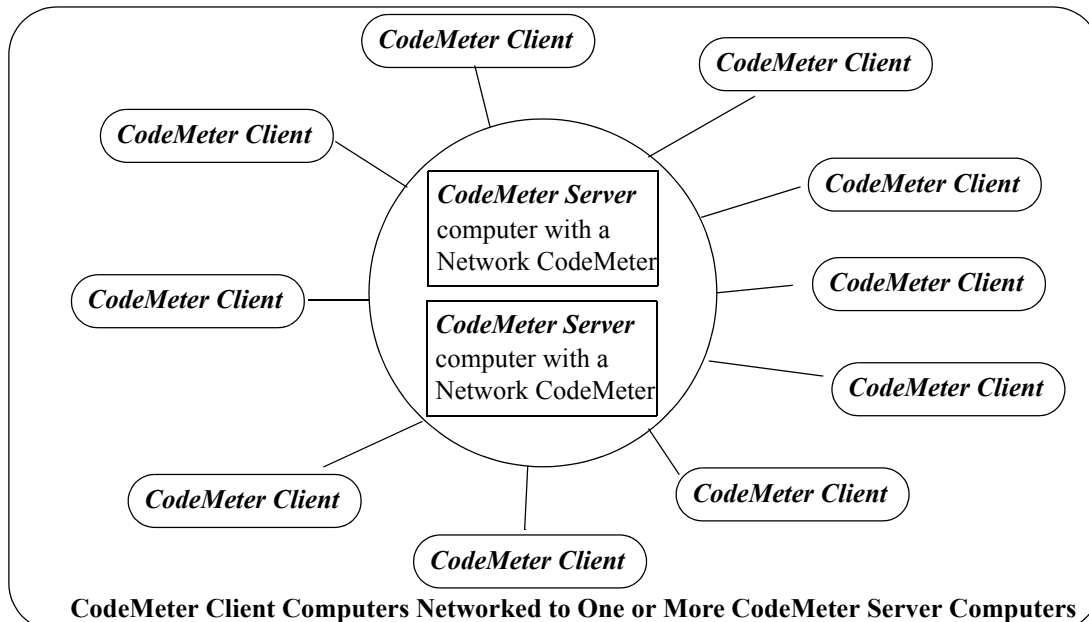 CodeMeter Client
CodeMeter Client
CodeMeter Client
CodeMeter Server
computer with a
Network CodeMeter
CodeMeter Client
CodeMeter Client
CodeMeter Client
CodeMeter Server
computer with a
Network CodeMeter
CodeMeter Client
CodeMeter Client
CodeMeter Client
CodeMeter Client
CodeMeter Client Computers Networked to One or More CodeMeter Server Computers